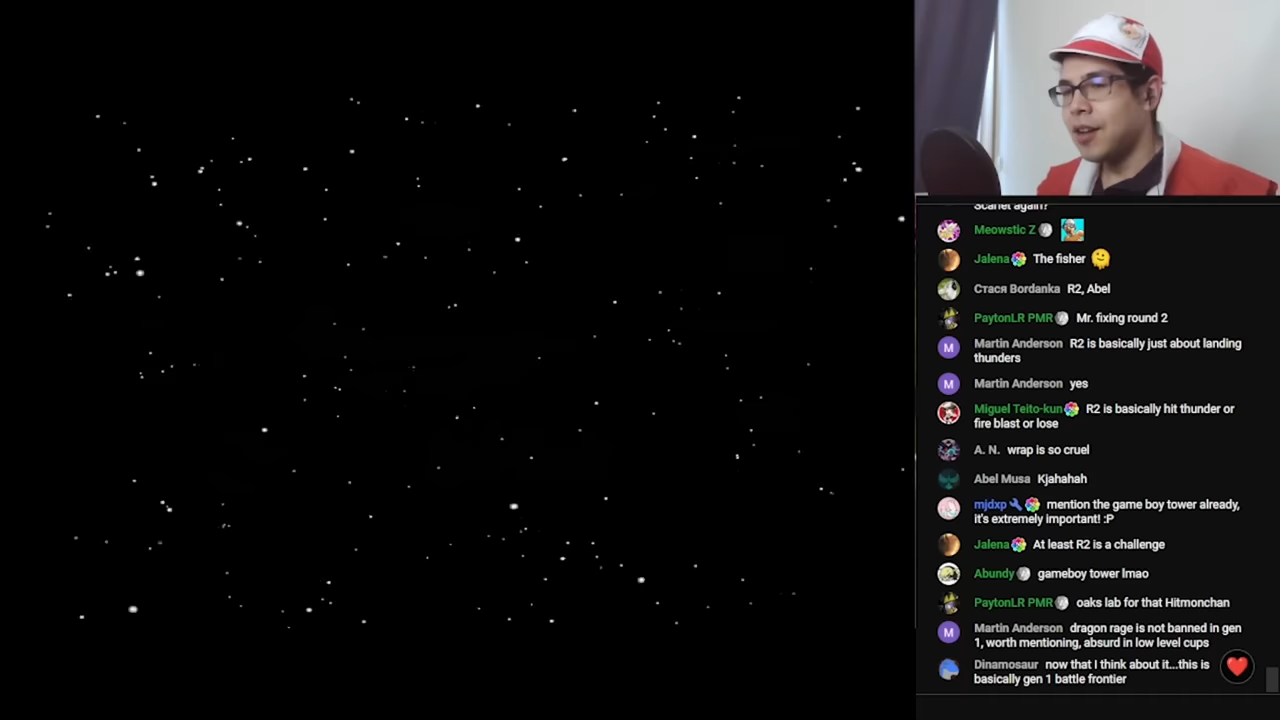 Scarlet again?
Meowstic Z
Jalena The fisher
Стася Bordanka R2, Abel
PaytonLR PMR Mr. fixing round 2
Martin Anderson R2 is basically just about landing
thunders
Martin Anderson yes
Miguel Teito-kun R2 is basically hit thunder or
fire blast or lose
A. N. wrap is so cruel
Abel Musa Kjahahah
mjdxp mention the game boy tower already,
it's extremely important! :P
Jalena At least R2 is a challenge
Abundy gameboy tower lmao
PaytonLR PMR oaks lab for that Hitmonchan
M Martin Anderson dragon rage is not banned in gen
1, worth mentioning, absurd in low level cups
Dinamosaur now that I think about it...this is
basically gen 1 battle frontier